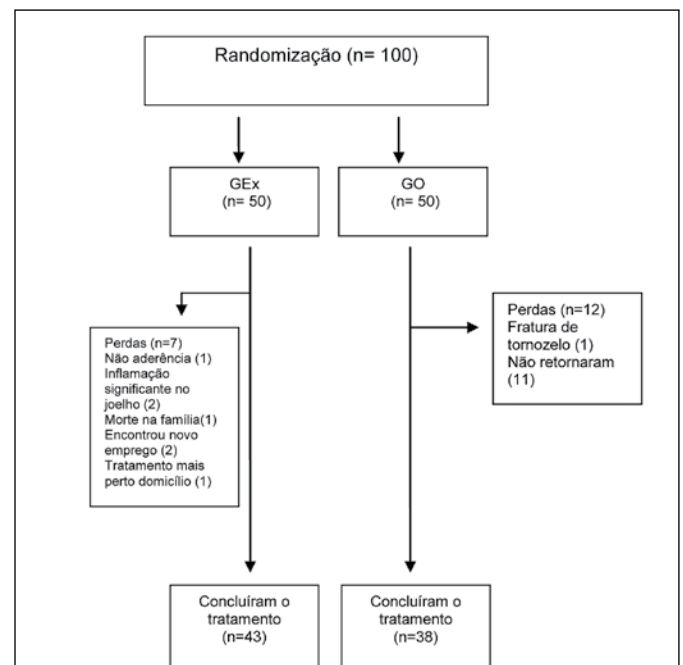 Randomização (n= 100)
GEx
(n= 50)
GO
(n= 50)
Perdas (n=7)
Não aderência (1)
Inflamação
significante no
joelho (2)
Morte na família(1)
Encontrou novo
emprego (2)
Tratamento mais
perto domicílio (1)
Perdas (n=12)
Fratura de
tornozelo (1)
Não retornaram
(11)
Concluíram o
tratamento
(n=43)
Concluíram o
tratamento
(n=38)